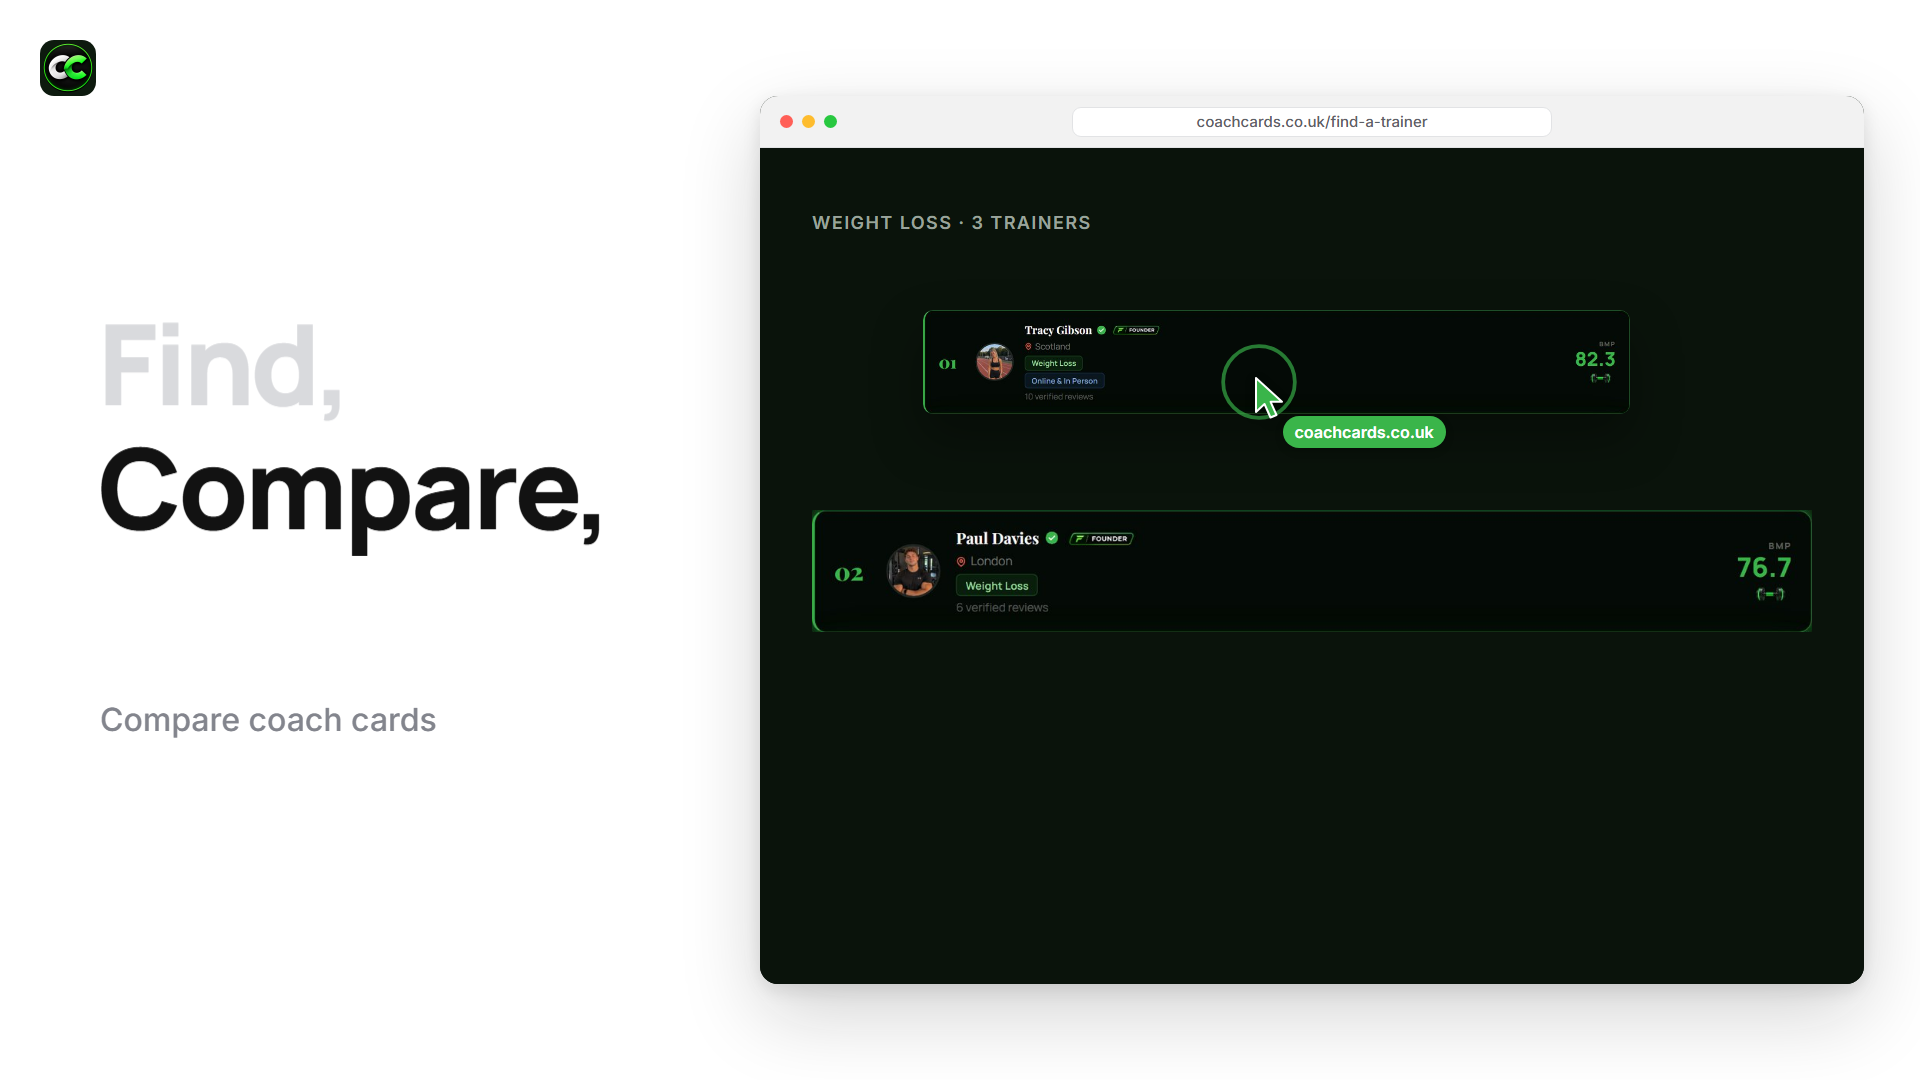 CC
coachcards.co.uk/find-a-trainer
Find,
Compare,
Compare coach cards
WEIGHT LOSS · 3 TRAINERS
01
Tracy Gibson
FOUNDER
Scotland
Weight Loss
Online & In Person
10 verified reviews
BMP
82.3
coachcards.co.uk
02
Paul Davies
FOUNDER
London
Weight Loss
6 verified reviews
BMP
76.7